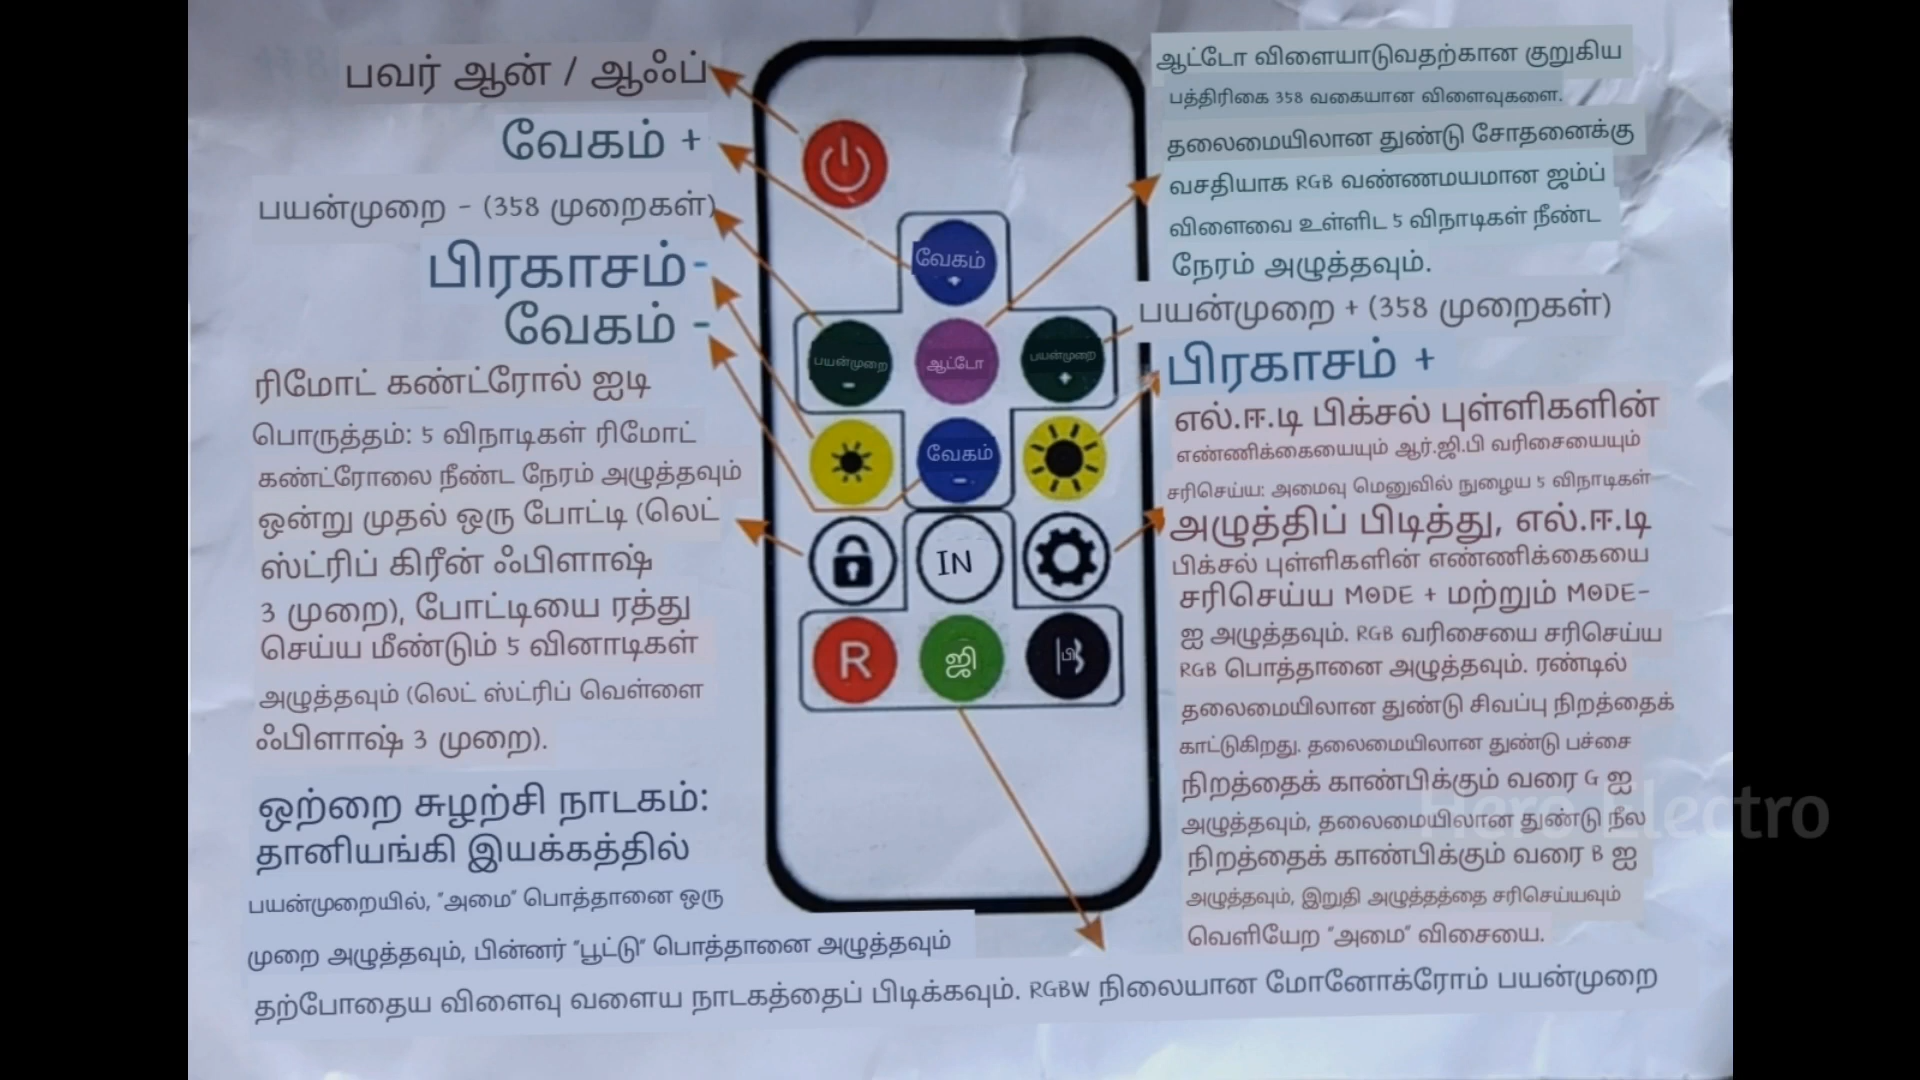 பவர் ஆன் / ஆஃப்
வேகம் +
பயன்முறை - (358 முறைகள்)
பிரகாசம்-
வேகம் -
ரிமோட் கண்ட்ரோல் ஐடி
பொருத்தம்: 5 விநாடிகள் ரிமோட்
கண்ட்ரோலை நீண்ட நேரம் அழுத்தவும்
ஒன்று முதல் ஒரு போட்டி (லெட்
ஸ்ட்ரிப் கிரீன் ஃபிளாஷ்
3 முறை), போட்டியை ரத்து
செய்ய மீண்டும் 5 வினாடிகள்
அழுத்தவும் (லெட் ஸ்ட்ரிப் வெள்ளை
ஃபிளாஷ் 3 முறை).
ஒற்றை சுழற்சி நாடகம்:
தானியங்கி இயக்கத்தில்
பயன்முறையில், "அமை" பொத்தானை ஒரு
முறை அழுத்தவும், பின்னர் "பூட்டு" பொத்தானை அழுத்தவும்
தற்போதைய விளைவு வளைய நாடகத்தைப் பிடிக்கவும். RGBW நிலையான மோனோக்ரோம் பயன்முறை
வேகம்
+
பயன்முறை
-
ஆட்டோ
பயன்முறை
+
வேகம்
-
IN
R
ஜி
பி
ஆட்டோ விளையாடுவதற்கான குறுகிய
பத்திரிகை 358 வகையான விளைவுகளை.
தலைமையிலான துண்டு சோதனைக்கு
வசதியாக RGB வண்ணமயமான ஜம்ப்
விளைவை உள்ளிட 5 விநாடிகள் நீண்ட
நேரம் அழுத்தவும்.
பயன்முறை + (358 முறைகள்)
பிரகாசம் +
எல்.ஈ.டி பிக்சல் புள்ளிகளின்
எண்ணிக்கையையும் ஆர்.ஜி.பி வரிசையையும்
சரிசெய்ய: அமைவு மெனுவில் நுழைய 5 விநாடிகள்
அழுத்திப் பிடித்து, எல்.ஈ.டி
பிக்சல் புள்ளிகளின் எண்ணிக்கையை
சரிசெய்ய MODE + மற்றும் MODE-
ஐ அழுத்தவும். RGB வரிசையை சரிசெய்ய
RGB பொத்தானை அழுத்தவும். ரண்டில்
தலைமையிலான துண்டு சிவப்பு நிறத்தைக்
காட்டுகிறது. தலைமையிலான துண்டு பச்சை
நிறத்தைக் காண்பிக்கும் வரை G ஐ
அழுத்தவும், தலைமையிலான துண்டு நீல
நிறத்தைக் காண்பிக்கும் வரை B ஐ
அழுத்தவும், இறுதி அழுத்தத்தை சரிசெய்யவும்
வெளியேற "அமை" விசையை.
Hero Electro